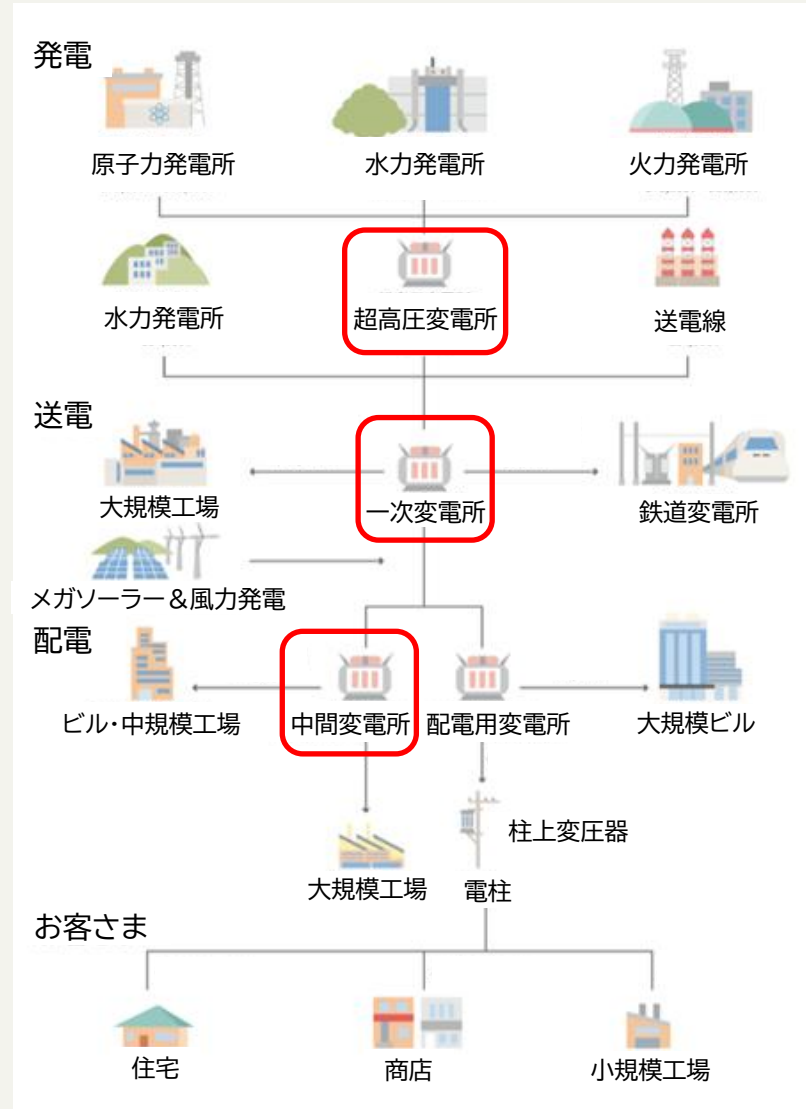 発電
原子力発電所
水力発電所
火力発電所
水力発電所
超高圧変電所
送電線
送電
大規模工場
一次変電所
鉄道変電所
メガソーラー＆風力発電
配電
ビル・中規模工場
中間変電所
配電用変電所
大規模ビル
柱上変圧器
大規模工場
電柱
お客さま
住宅
商店
小規模工場